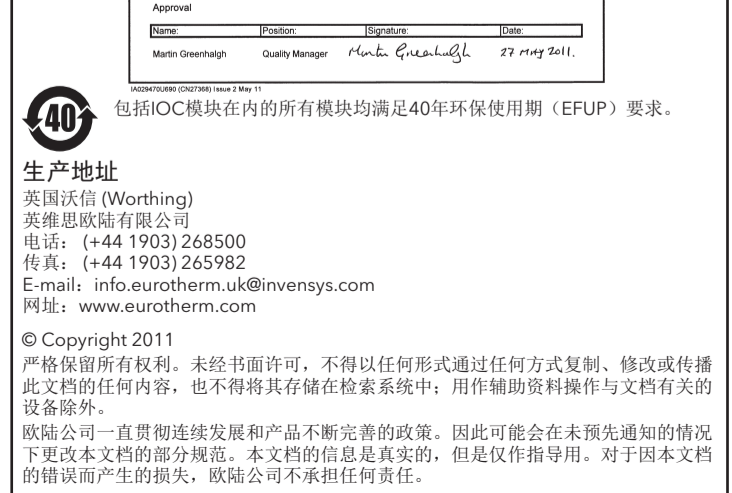 Approval
Name: Position: Signature: Date:
Martin Greenhalgh Quality Manager Martin Greenhalgh 27 May 2011.
IA029470U690 (CN27368) Issue 2 May 11
40 包括IOC模块在内的所有模块均满足40年环保使用期（EFUP）要求。
生产地址
英国沃信 (Worthing)
英维思欧陆有限公司
电话： (+44 1903) 268500
传真： (+44 1903) 265982
E-mail：info.eurotherm.uk@invensys.com
网址：www.eurotherm.com
© Copyright 2011
严格保留所有权利。未经书面许可，不得以任何形式通过任何方式复制、修改或传播
此文档的任何内容，也不得将其存储在检索系统中；用作辅助资料操作与文档有关的
设备除外。
欧陆公司一直贯彻连续发展和产品不断完善的政策。因此可能会在未预先通知的情况
下更改本文档的部分规范。本文档的信息是真实的，但是仅作指导用。对于因本文档
的错误而产生的损失，欧陆公司不承担任何责任。